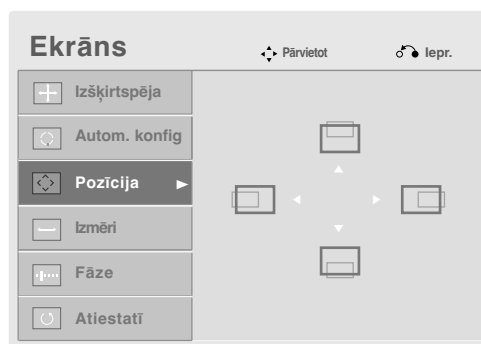 Ekrāns
Pārvietot
Iepr.
Izšķirtspēja
Autom. konfig
Pozīcija
Izmēri
Fāze
Atiestatī